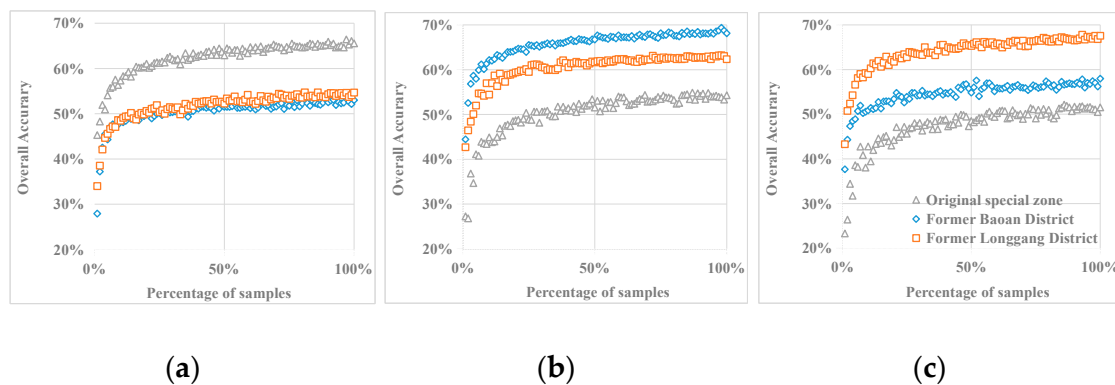 70%
60%
50%
40%
30%
20%
0% 50% 100%
Overall Accuracy
Percentage of samples
(a)
70%
60%
50%
40%
30%
20%
0% 50% 100%
Overall Accuracy
Percentage of samples
(b)
70%
60%
50%
40%
30%
20%
0% 50% 100%
Overall Accuracy
Percentage of samples
Original special zone
Former Baoan District
Former Longgang District
(c)